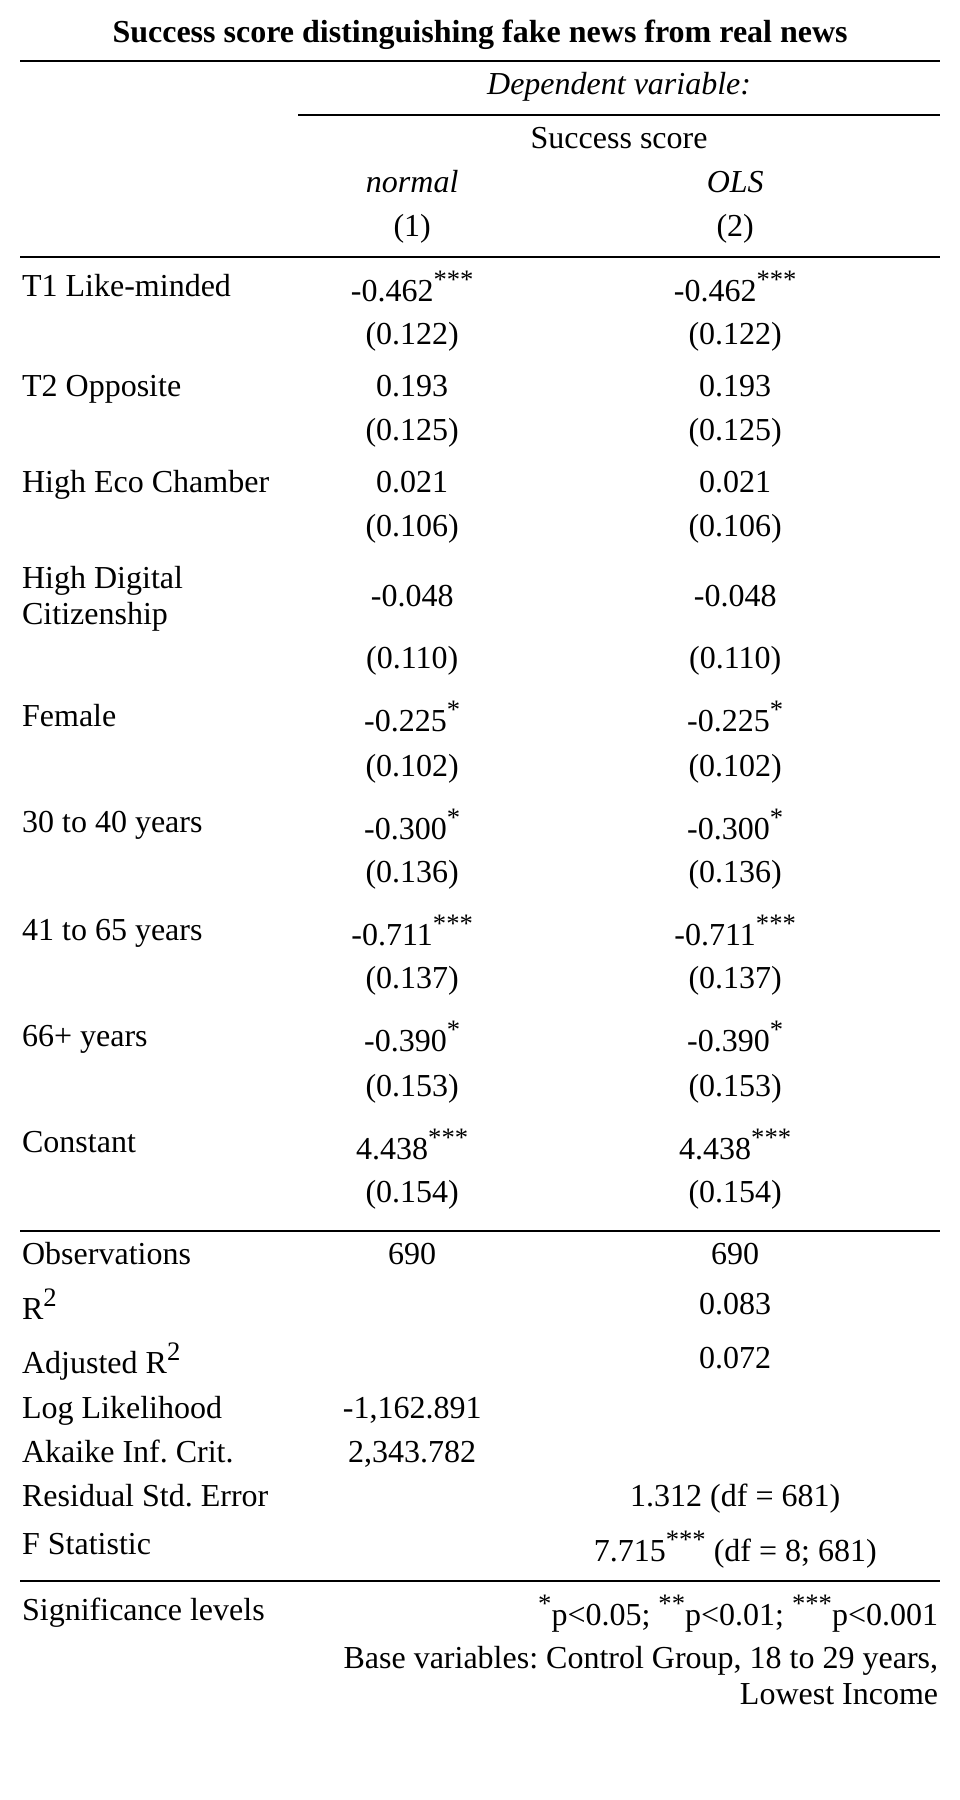 Success score distinguishing fake news from real news
Dependent variable:
Success score
normal OLS
(1) (2)
T1 Like-minded -0.462*** -0.462***
(0.122) (0.122)
T2 Opposite 0.193 0.193
(0.125) (0.125)
High Eco Chamber 0.021 0.021
(0.106) (0.106)
High Digital
Citizenship -0.048 -0.048
(0.110) (0.110)
Female -0.225* -0.225*
(0.102) (0.102)
30 to 40 years -0.300* -0.300*
(0.136) (0.136)
41 to 65 years -0.711*** -0.711***
(0.137) (0.137)
66+ years -0.390* -0.390*
(0.153) (0.153)
Constant 4.438*** 4.438***
(0.154) (0.154)
Observations 690 690
R2 0.083
Adjusted R2 0.072
Log Likelihood -1,162.891
Akaike Inf. Crit. 2,343.782
Residual Std. Error 1.312 (df = 681)
F Statistic 7.715*** (df = 8; 681)
Significance levels *p<0.05; **p<0.01; ***p<0.001
Base variables: Control Group, 18 to 29 years,
Lowest Income